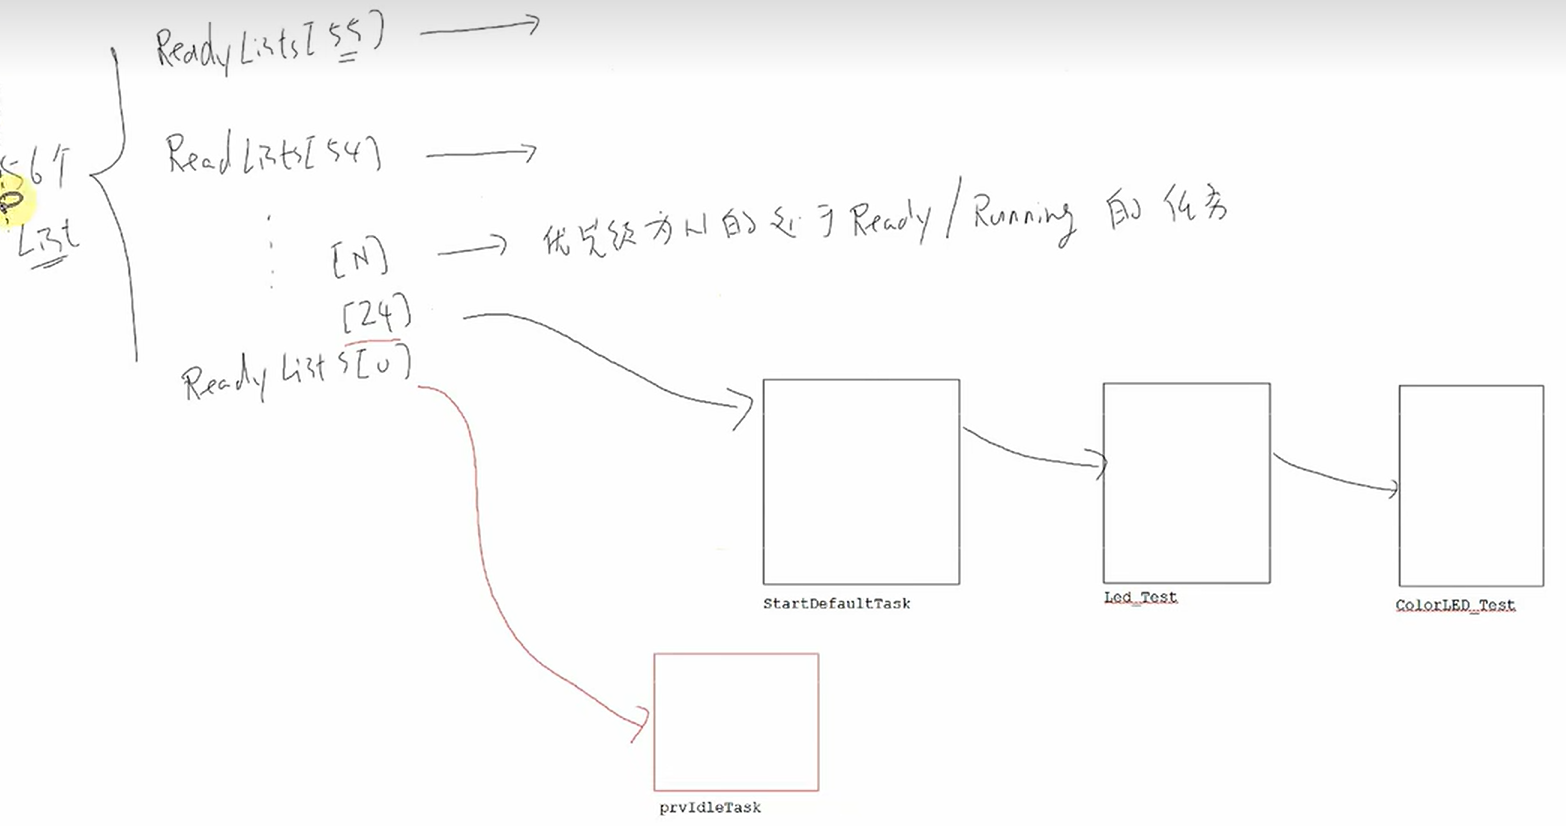 ReadyLists[55]
ReadLists[54]
56个
List
[N] 优先级为N的处于Ready/Running的任务
[24]
ReadyLists[0]
StartDefaultTask
Led_Test
ColorLED_Test
prvIdleTask